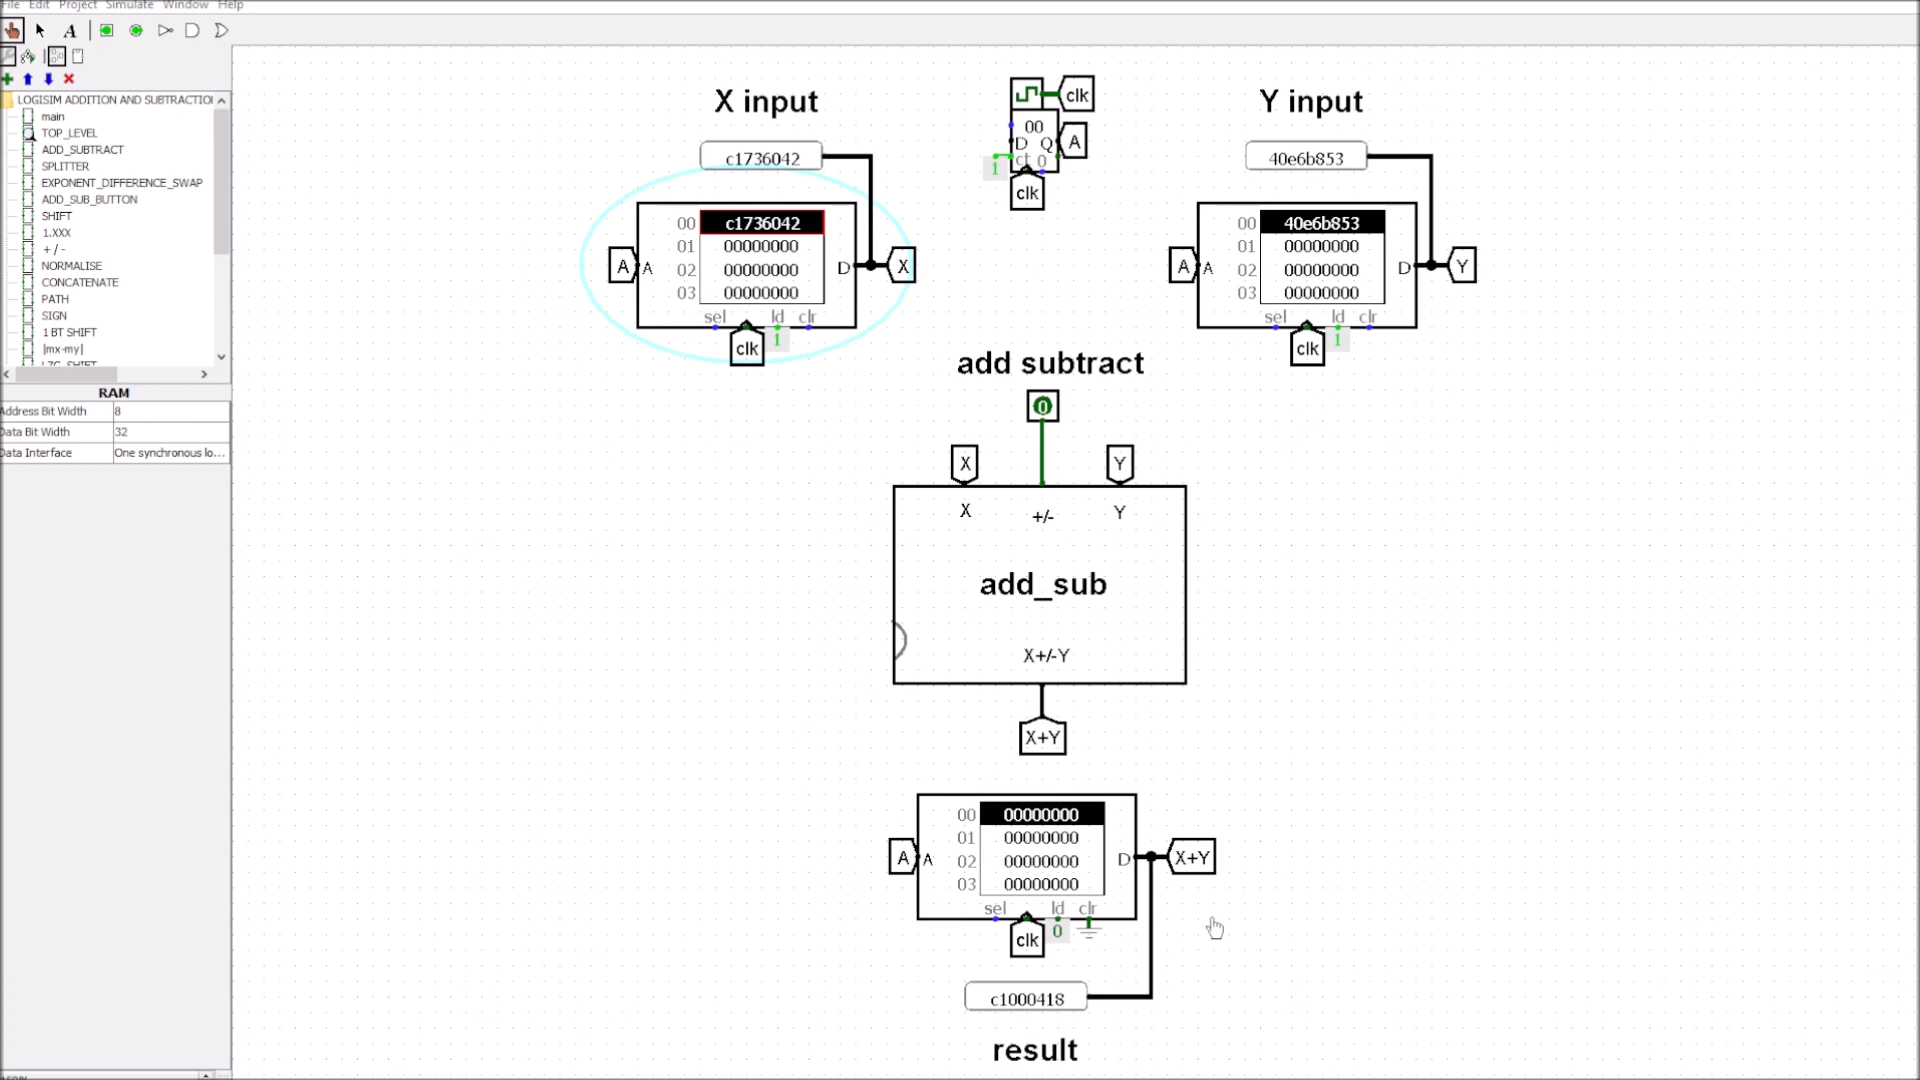 File Edit Project Simulate Window Help
A
LOGISIM ADDITION AND SUBTRACTIO
main
TOP_LEVEL
ADD_SUBTRACT
SPLITTER
EXPONENT_DIFFERENCE_SWAP
ADD_SUB_BUTTON
SHIFT
1.XXX
+ / -
NORMALISE
CONCATENATE
PATH
SIGN
1 BT SHIFT
|mx-my|
LZC_SHIFT
RAM
Address Bit Width 8
Data Bit Width 32
Data Interface One synchronous lo...
X input
c1736042
00 c1736042
01 00000000
02 00000000
03 00000000
A A D X
sel ld clr
clk 1
clk
00
D Q A
1 ct 0
clk
Y input
40e6b853
00 40e6b853
01 00000000
02 00000000
03 00000000
A A D Y
sel ld clr
clk 1
add subtract
0
X Y
X +/- Y
add_sub
X+/-Y
X+Y
00 00000000
01 00000000
02 00000000
03 00000000
A A D X+Y
sel ld clr
clk 0
c1000418
result